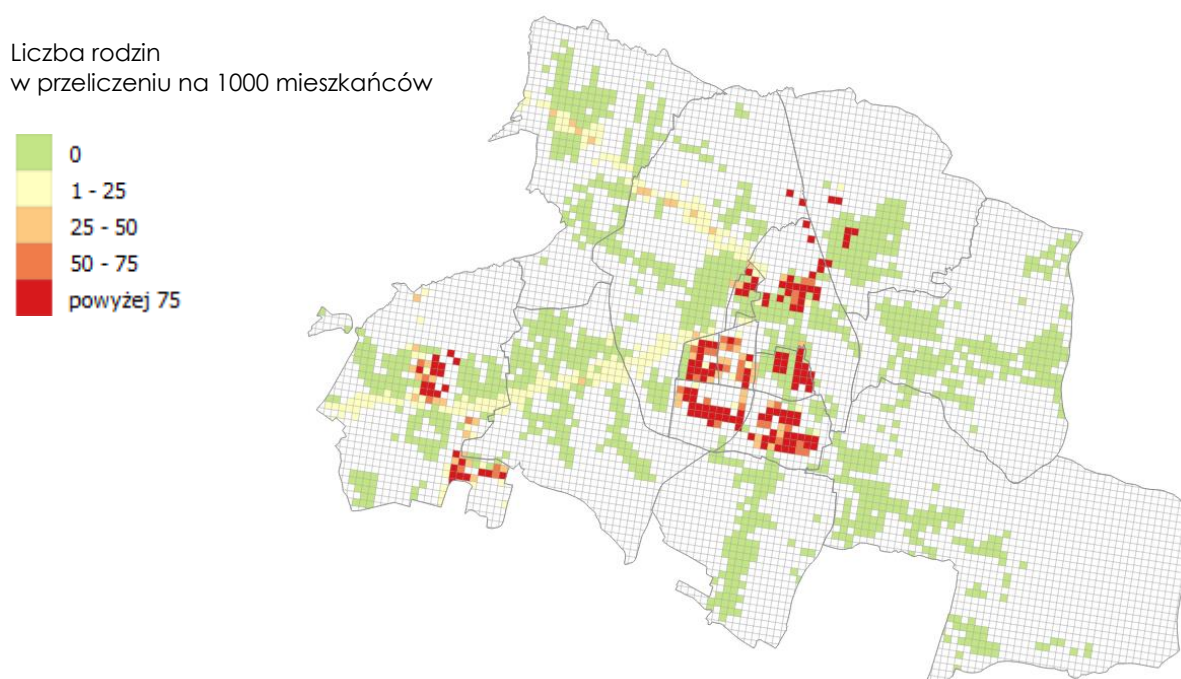 Liczba rodzin
w przeliczeniu na 1000 mieszkańców
0
1 - 25
25 - 50
50 - 75
powyżej 75